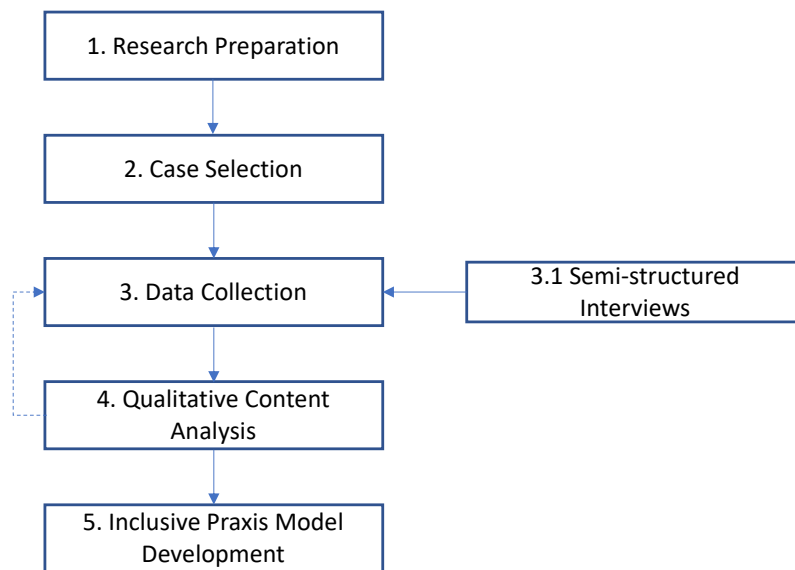 1. Research Preparation
2. Case Selection
3. Data Collection
3.1 Semi-structured
Interviews
4. Qualitative Content
Analysis
5. Inclusive Praxis Model
Development